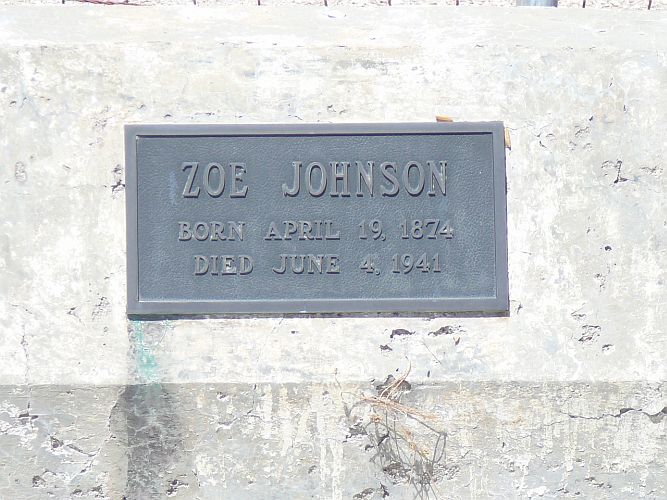 ZOE JOHNSON
BORN APRIL 19, 1874
DIED JUNE 4, 1941